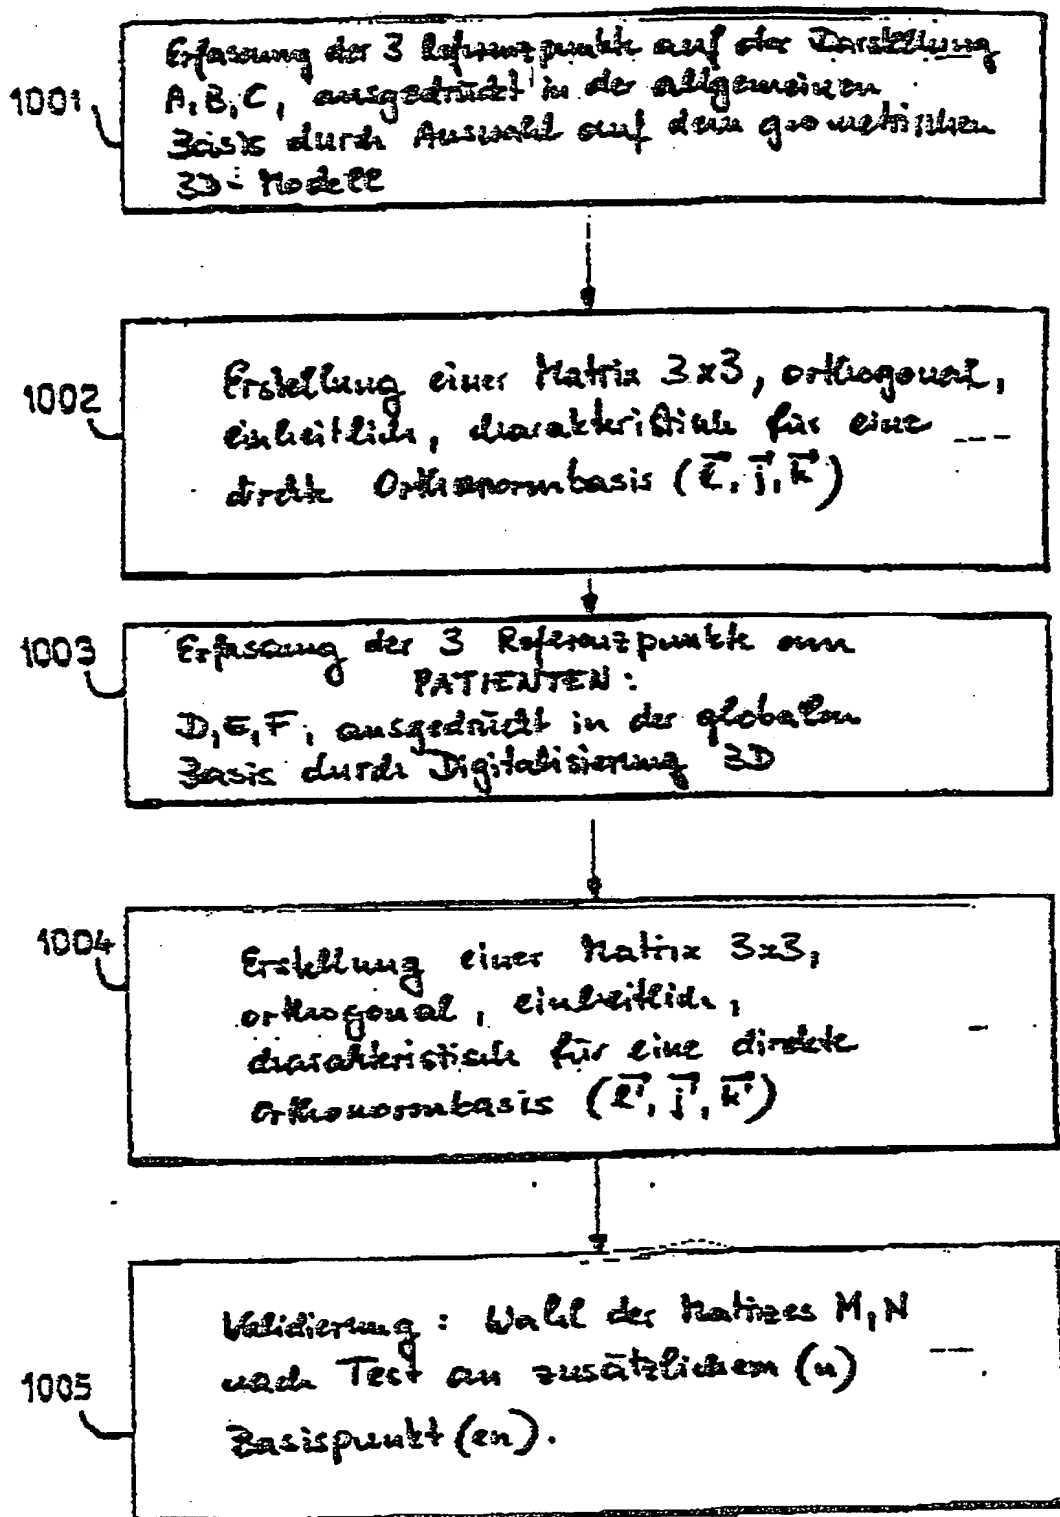 1001
Erfassung der 3 Referenzpunkte auf der Darstellung
A, B, C, ausgedrückt in der allgemeinen
Basis durch Auswahl auf dem geometrischen
3D-Modell
1002
Erstellung einer Matrix 3x3, orthogonal,
einheitlich, charakteristisch für eine
direkte Orthonormbasis (i, j, k)
1003
Erfassung der 3 Referenzpunkte am
PATIENTEN:
D, E, F, ausgedrückt in der globalen
Basis durch Digitalisierung 3D
1004
Erstellung einer Matrix 3x3,
orthogonal, einheitlich,
charakteristisch für eine direkte
Orthonormbasis (i', j', k')
1005
Validierung: Wahl der Matrizes M, N
nach Test an zusätzlichem (n)
Basispunkt (en).